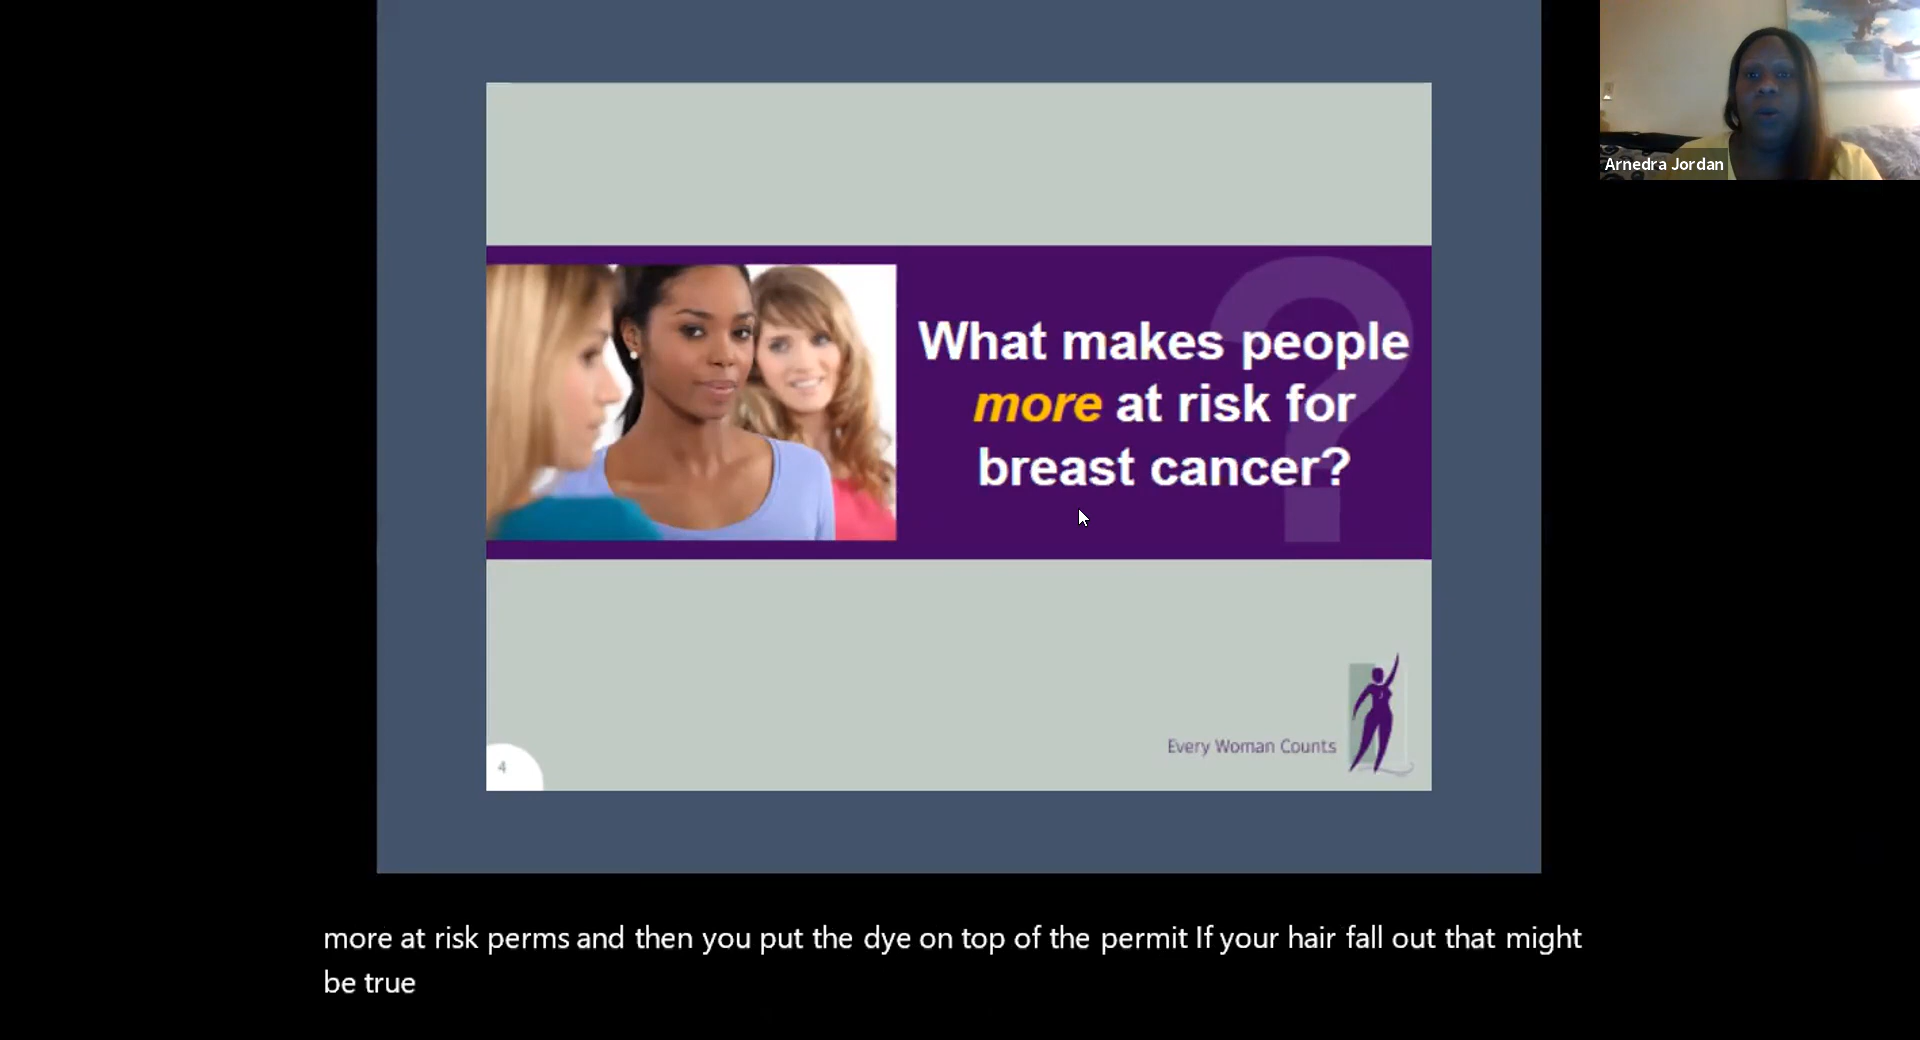 Arnedra Jordan
What makes people
more at risk for
breast cancer?
?
Every Woman Counts
4
more at risk perms and then you put the dye on top of the permit If your hair fall out that might
be true